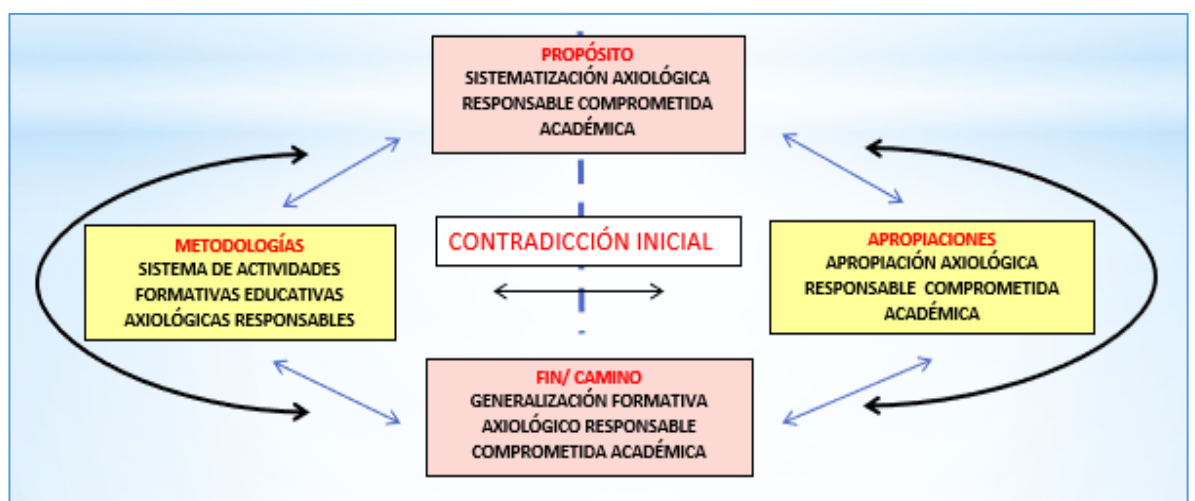 PROPÓSITO
SISTEMATIZACIÓN AXIOLÓGICA
RESPONSABLE COMPROMETIDA
ACADÉMICA
METODOLOGÍAS
SISTEMA DE ACTIVIDADES
FORMATIVAS EDUCATIVAS
AXIOLÓGICAS RESPONSABLES
CONTRADICCIÓN INICIAL
APROPIACIONES
APROPIACIÓN AXIOLÓGICA
RESPONSABLE COMPROMETIDA
ACADÉMICA
FIN/ CAMINO
GENERALIZACIÓN FORMATIVA
AXIOLÓGICO RESPONSABLE
COMPROMETIDA ACADÉMICA